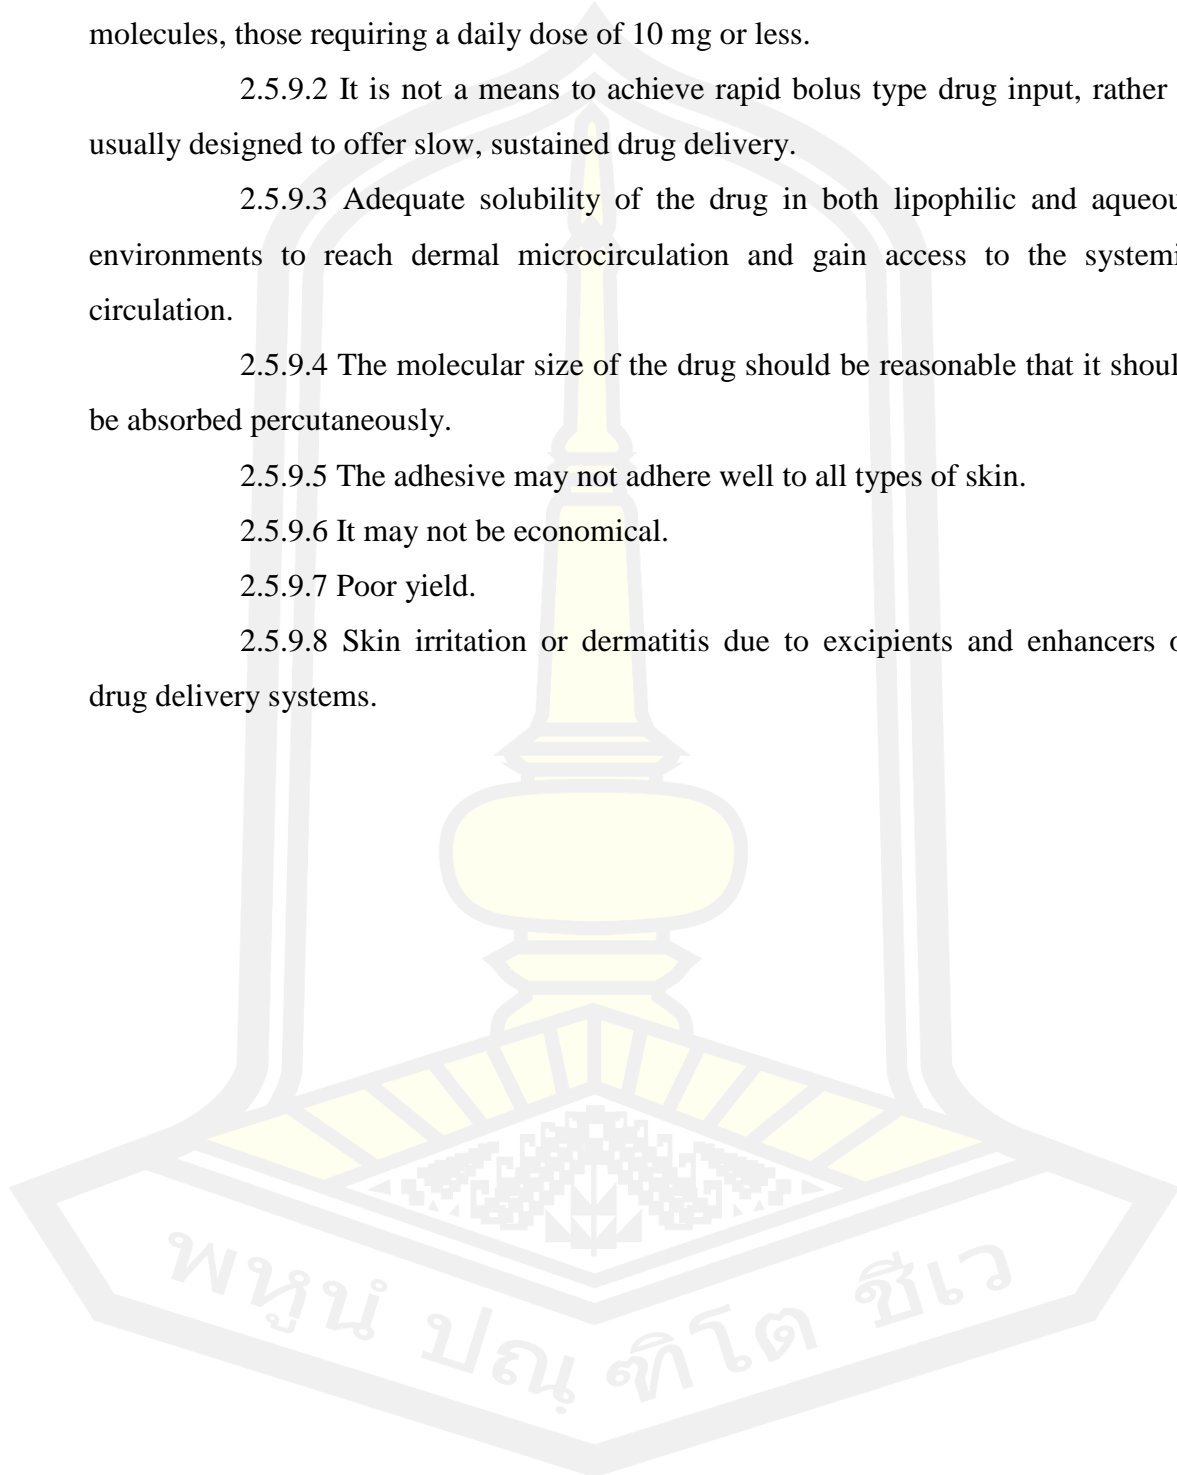 molecules, those requiring a daily dose of 10 mg or less.
2.5.9.2 It is not a means to achieve rapid bolus type drug input, rather
usually designed to offer slow, sustained drug delivery.
2.5.9.3 Adequate solubility of the drug in both lipophilic and aqueou
environments to reach dermal microcirculation and gain access to the systemi
circulation.
2.5.9.4 The molecular size of the drug should be reasonable that it shoul
be absorbed percutaneously.
2.5.9.5 The adhesive may not adhere well to all types of skin.
2.5.9.6 It may not be economical.
2.5.9.7 Poor yield.
2.5.9.8 Skin irritation or dermatitis due to excipients and enhancers o
drug delivery systems.
พหูนํ ปณฺฑิโต ชีเว